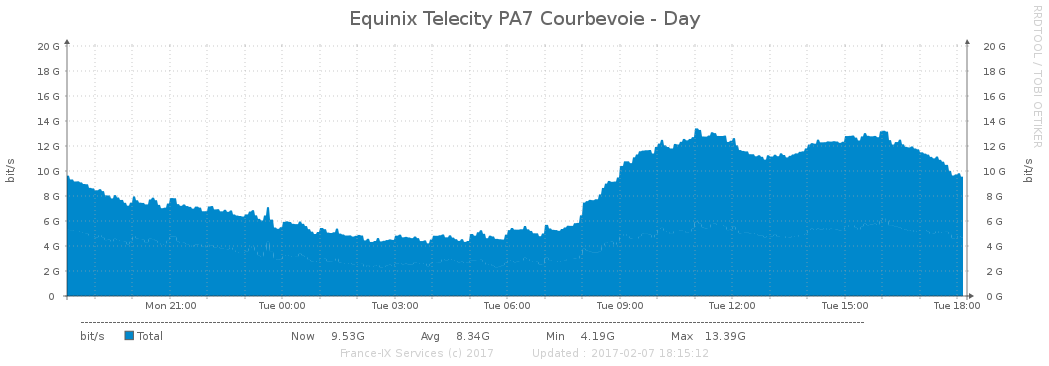 Equinix Telecity PA7 Courbevoie - Day
RRDTOOL / TOBI OETIKER
bit/s
20 G 20 G
18 G 18 G
16 G 16 G
14 G 14 G
12 G 12 G
10 G 10 G
8 G 8 G
6 G 6 G
4 G 4 G
2 G 2 G
0 0 G
bit/s
Mon 21:00 Tue 00:00 Tue 03:00 Tue 06:00 Tue 09:00 Tue 12:00 Tue 15:00 Tue 18:00
bit/s Total Now 9.53G Avg 8.34G Min 4.19G Max 13.39G
France-IX Services (c) 2017 Updated : 2017-02-07 18:15:12